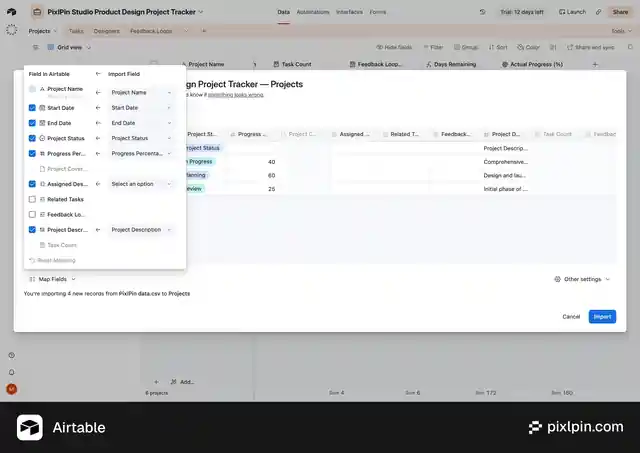 PixlPin Studio Product Design Project Tracker
Data Automations Interfaces Forms
Trial: 12 days left Launch Share
Projects Tasks Designers Feedback Loops Tools
Grid view Hide fields Filter Group Sort Color Share and sync
Project Name Task Count Feedback Loop... Days Remaining Actual Progress (%)
Field in Airtable Import Field
Project Name Project Name
Start Date Start Date
End Date End Date
Project Status Project Status
Progress Per... Progress Percenta...
Project Cover...
Assigned Des... Select an option
Related Tasks
Feedback Lo...
Project Descr... Project Description
Task Count
Reset Mapping
ign Project Tracker — Projects
s know if something looks wrong.
roject St... Progress ... Project C... Assigned ... Related T... Feedback... Project D... Task Count Feedbac
Project Status Project Descrip...
n Progress 40 Comprehensive...
lanning 60 Design and lau...
eview 25 Initial phase of ...
Map Fields Other settings
You're importing 4 new records from PixlPin data.csv to Projects
Cancel Import
Add...
6 projects Sum 4 Sum 6 Sum 172 Sum 160
Airtable
pixlpin.com